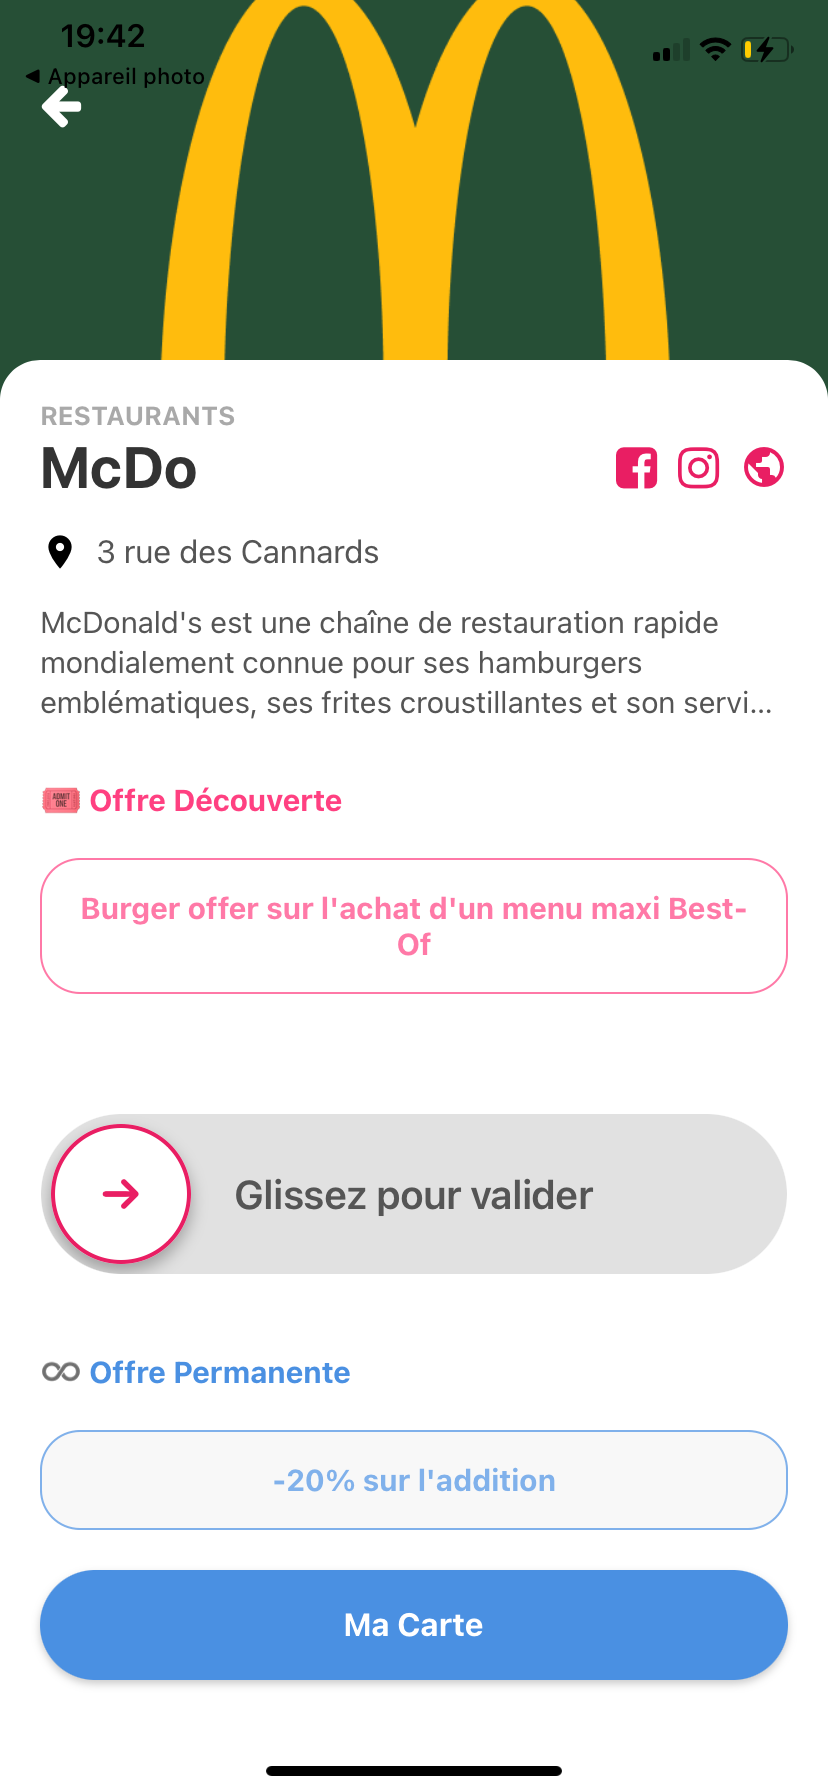 19:42
◀ Appareil photo
RESTAURANTS
McDo
3 rue des Cannards
McDonald's est une chaîne de restauration rapide
mondialement connue pour ses hamburgers
emblématiques, ses frites croustillantes et son servi...
ADMIT
ONE
Offre Découverte
Burger offer sur l'achat d'un menu maxi Best-
Of
Glissez pour valider
Offre Permanente
-20% sur l'addition
Ma Carte